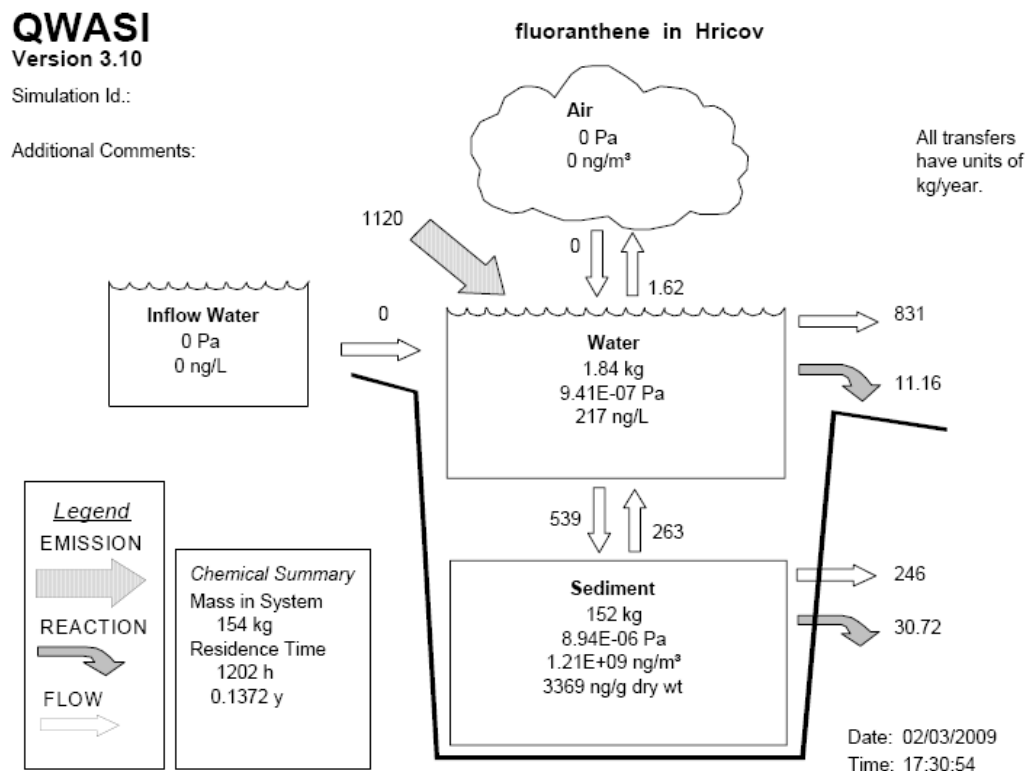 QWASI
Version 3.10
Simulation Id.:
Additional Comments:
fluoranthene in Hricov
Air
0 Pa
0 ng/m³
All transfers
have units of
kg/year.
1120
0
1.62
Inflow Water
0 Pa
0 ng/L
0
Water
1.84 kg
9.41E-07 Pa
217 ng/L
831
11.16
539
263
Sediment
152 kg
8.94E-06 Pa
1.21E+09 ng/m³
3369 ng/g dry wt
246
30.72
Legend
EMISSION
REACTION
FLOW
Chemical Summary
Mass in System
154 kg
Residence Time
1202 h
0.1372 y
Date: 02/03/2009
Time: 17:30:54